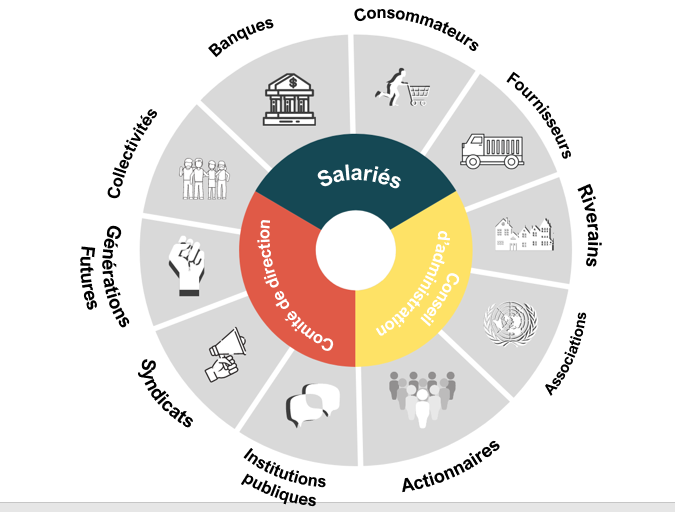 Consommateurs
Fournisseurs
Riverains
Associations
Actionnaires
Institutions
publiques
Syndicats
Générations
Futures
Collectivités
Banques
$
Salariés
Conseil
d'administration
Comité de direction